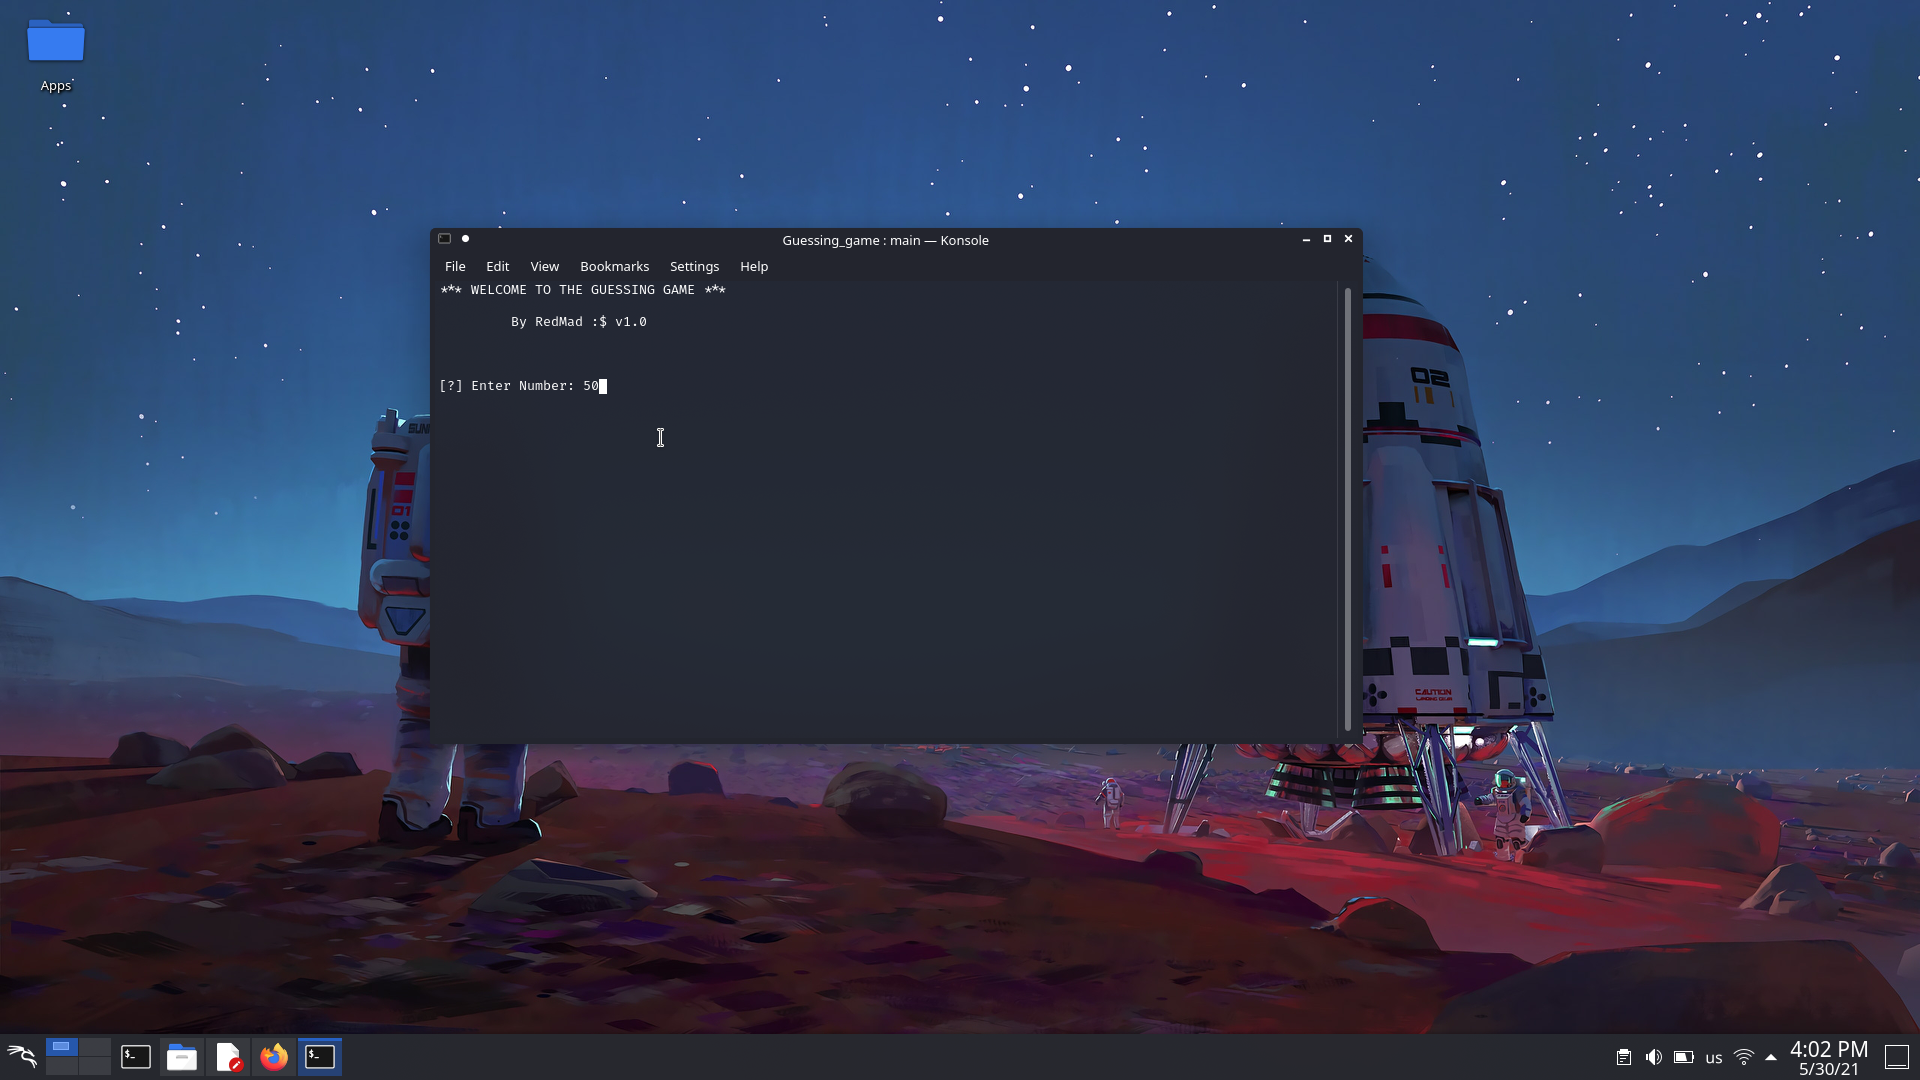 Apps
Guessing_game : main — Konsole
File Edit View Bookmarks Settings Help
*** WELCOME TO THE GUESSING GAME ***
By RedMad :$ v1.0
[?] Enter Number: 50
02
01
CAUTION
$_
$_
us
4:02 PM
5/30/21